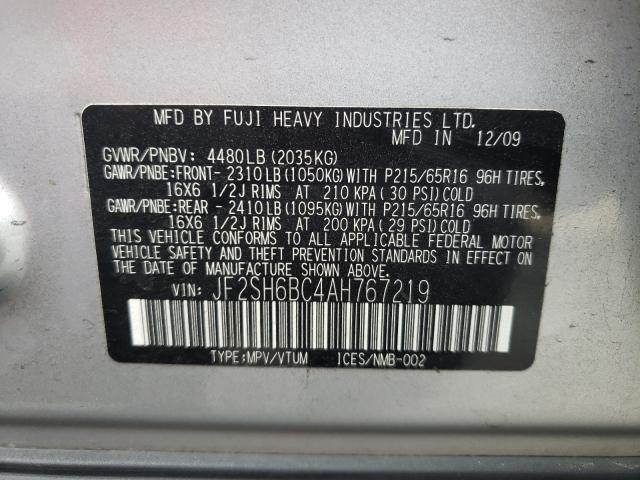 MFD BY FUJI HEAVY INDUSTRIES LTD.
MFD IN 12/09
GVWR/PNBV: 4480LB (2035KG)
GAWR/PNBE:FRONT- 2310LB (1050KG) WITH P215/65R16 96H TIRES,
16X6 1/2J RIMS AT 210 KPA (30 PSI) COLD
GAWR/PNBE:REAR - 2410LB (1095KG) WITH P215/65R16 96H TIRES,
16X6 1/2J RIMS AT 200 KPA (29 PSI) COLD
THIS VEHICLE CONFORMS TO ALL APPLICABLE FEDERAL MOTOR
VEHICLE SAFETY AND THEFT PREVENTION STANDARDS IN EFFECT
ON THE DATE OF MANUFACTURE SHOWN ABOVE.
VIN: JF2SH6BC4AH767219
TYPE:MPV/VTUM ICES/NMB-002